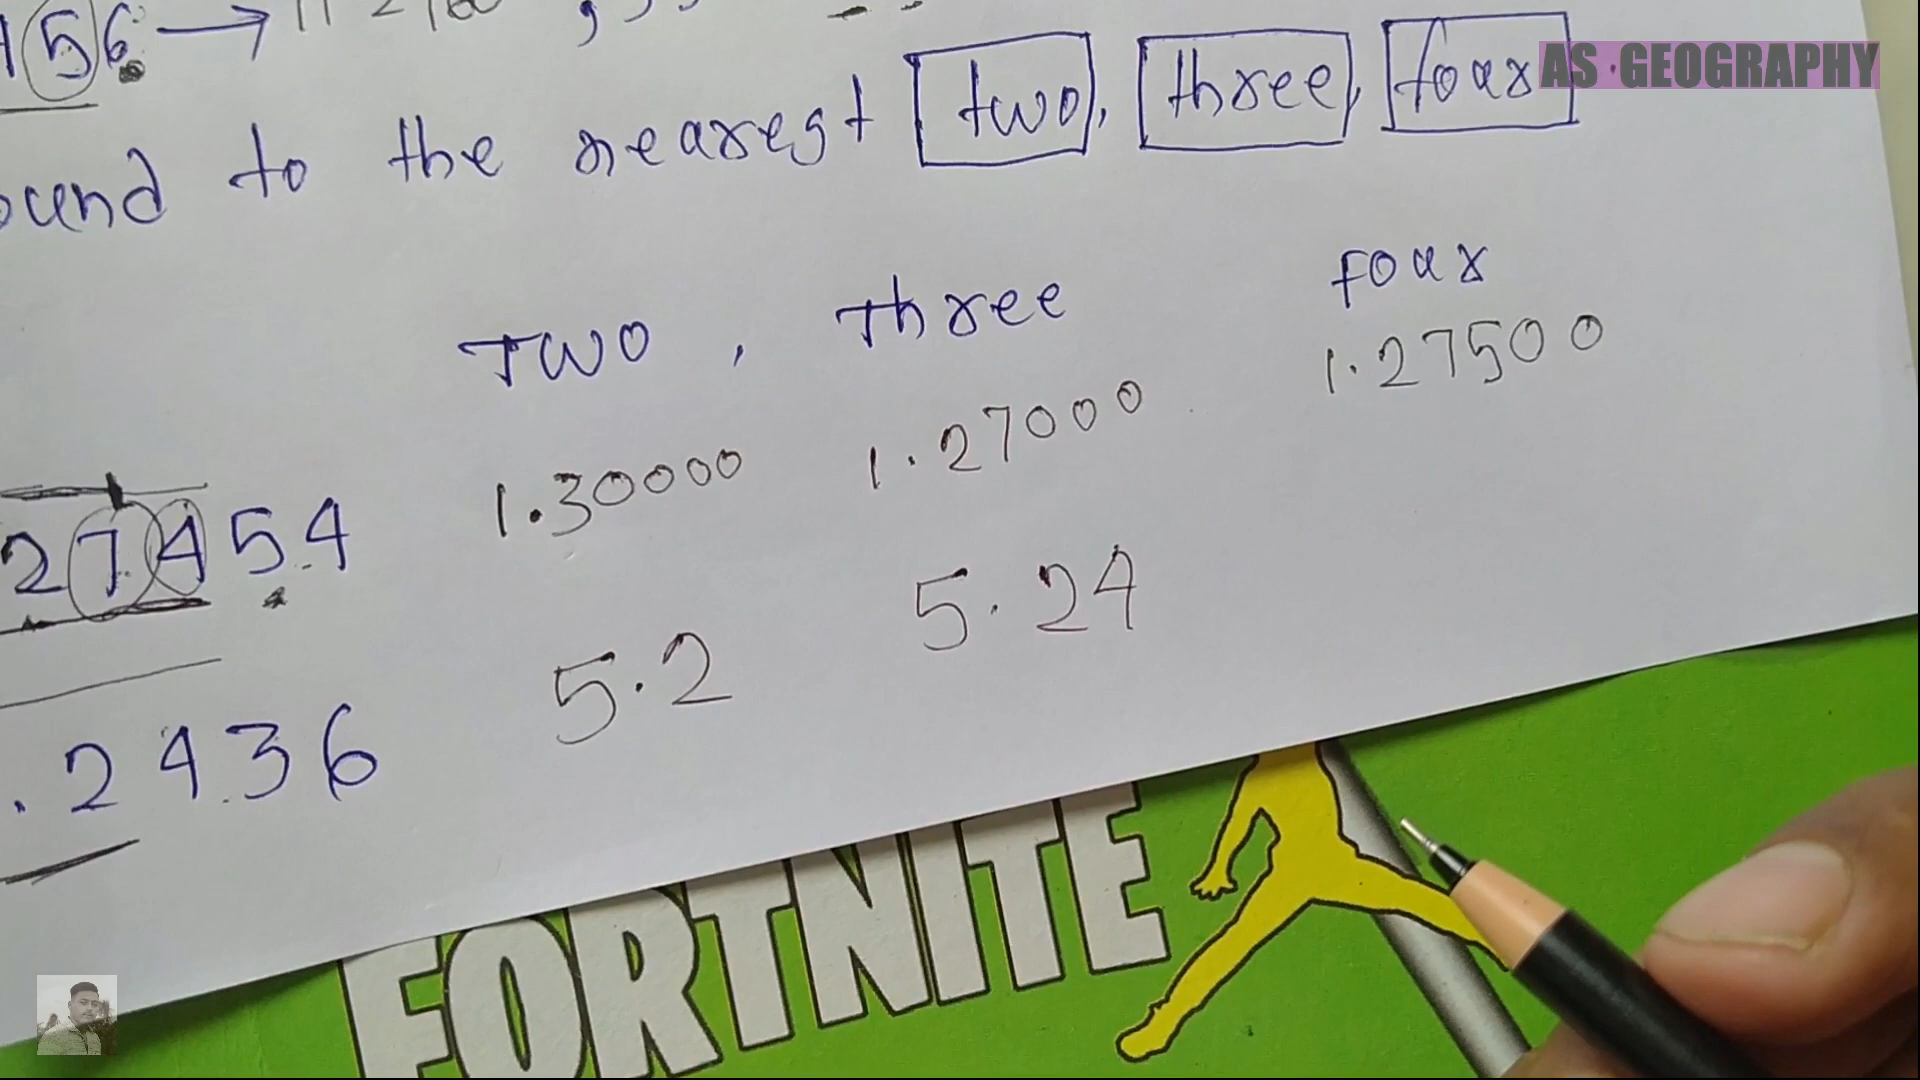 56 →
AS GEOGRAPHY
ound to the nearest two, three, four
TWO, Three four
1.30000 1.27000 1.27500
27454
5.2 5.24
.2436
FORTNITE